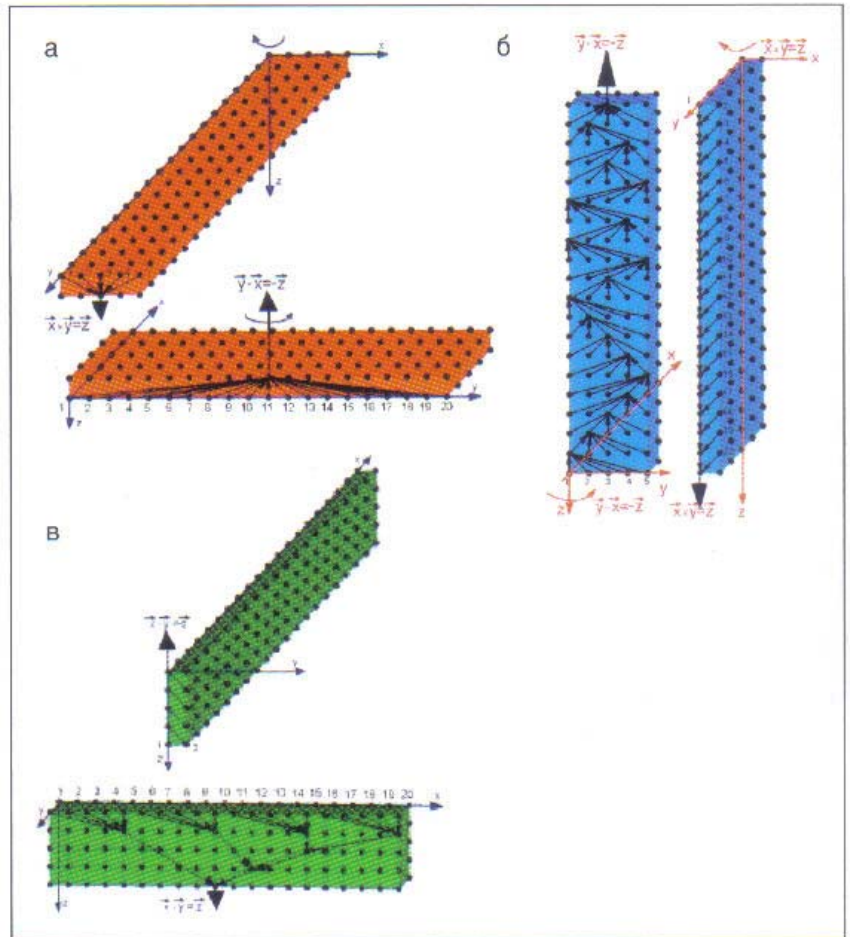 а
x
z
y
x⃗ × y⃗ = z⃗
y⃗ · x⃗ = -z⃗
x
y
1 2 3 4 5 6 7 8 9 10 11 12 13 14 15 16 17 18 19 20
z
б
y⃗ · x⃗ = -z⃗
x⃗ × y⃗ = z⃗
x
1
y
x
1 2 3 4 5
y
z
y⃗ · x⃗ = -z⃗
x⃗ × y⃗ = z⃗
z
в
x
y
1 2
z
1 2 3 4 5 6 7 8 9 10 11 12 13 14 15 16 17 18 19 20
x
y
z
x⃗ · y⃗ = z⃗